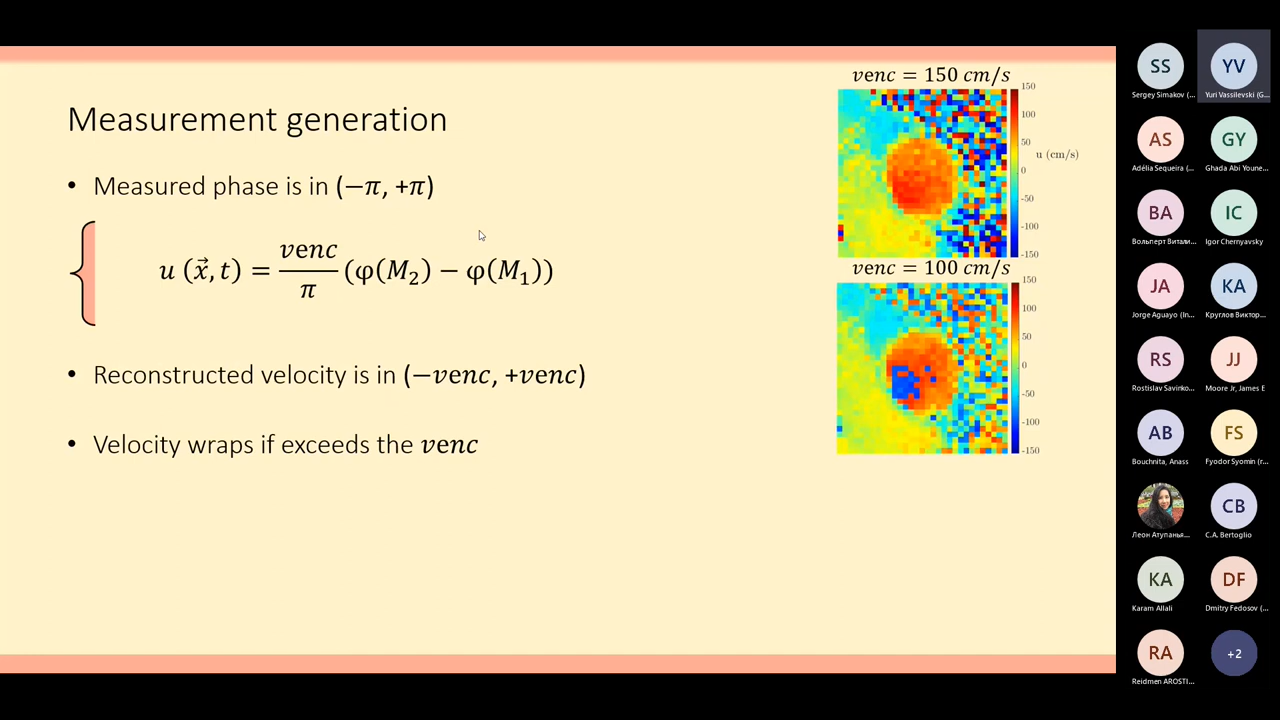 Measurement generation
• Measured phase is in (−π, +π)
u (x⃗, t) = venc/π (φ(M₂) − φ(M₁))
• Reconstructed velocity is in (−venc, +venc)
• Velocity wraps if exceeds the venc
venc = 150 cm/s
150
100
50
u (cm/s)
0
-50
-100
-150
venc = 100 cm/s
150
100
50
0
-50
-100
-150
SS
YV
Sergey Simakov (...
Yuri Vassilevski (G...
AS
GY
Adélia Sequeira (...
Ghada Abi Youne...
BA
IC
Вольперт Витали...
Igor Chernyavsky
JA
КА
Jorge Aguayo (In...
Круглов Виктор...
RS
JJ
Rostislav Savinko...
Moore Jr, James E
AB
FS
Bouchnita, Anass
Fyodor Syomin (r...
CB
Леон Атупанья...
C.A. Bertoglio
KA
DF
Karam Allali
Dmitry Fedosov (...
RA
+2
Reidmen AROSTI...